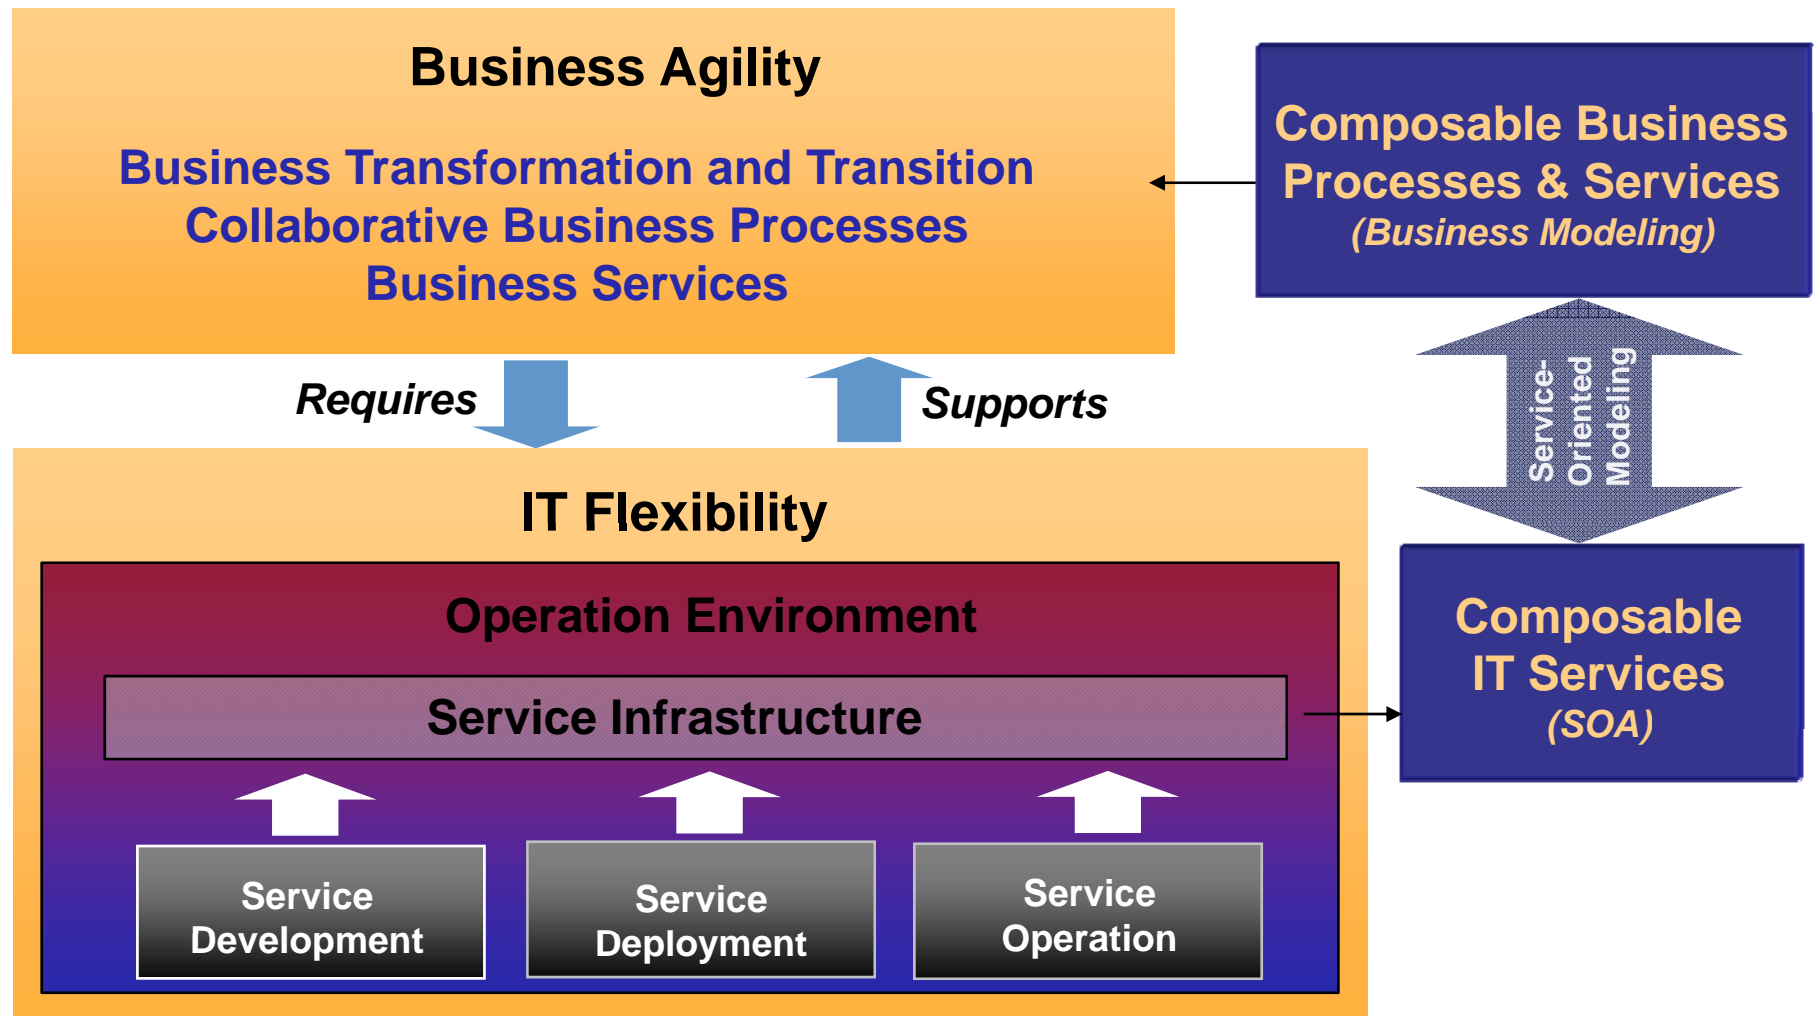 Business Agility
Business Transformation and Transition
Collaborative Business Processes
Business Services
Composable Business
Processes & Services
(Business Modeling)
Requires
Supports
Service-
Oriented
Modeling
IT Flexibility
Operation Environment
Service Infrastructure
Composable
IT Services
(SOA)
Service
Development
Service
Deployment
Service
Operation